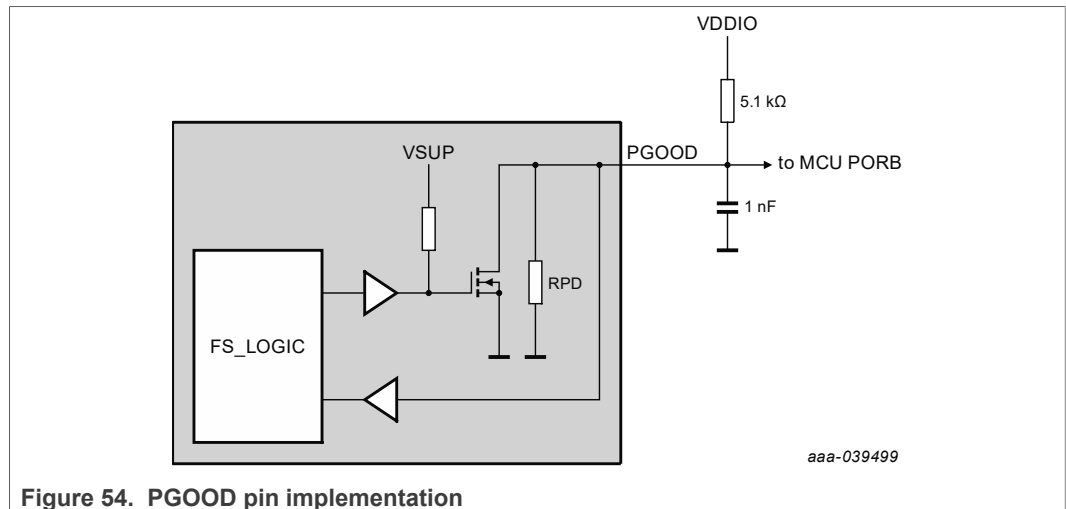 VDDIO
5.1 kΩ
VSUP
PGOOD
to MCU PORB
1 nF
RPD
FS_LOGIC
aaa-039499
Figure 54. PGOOD pin implementation